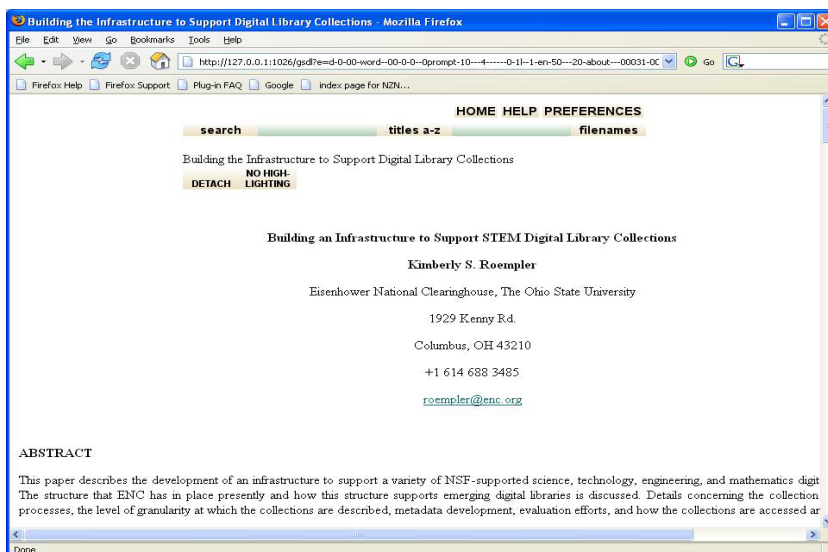 Building the Infrastructure to Support Digital Library Collections - Mozilla Firefox
File Edit View Go Bookmarks Tools Help
http://127.0.0.1:1026/gsdl?e=d-0-00-word--00-0-0--0prompt-10---4------0-1l--1-en-50---20-about---00031-00 Go G
Firefox Help Firefox Support Plug-in FAQ Google index page for NZN...
HOME HELP PREFERENCES
search titles a-z filenames
Building the Infrastructure to Support Digital Library Collections
NO HIGH-
DETACH LIGHTING
Building an Infrastructure to Support STEM Digital Library Collections
Kimberly S. Roempler
Eisenhower National Clearinghouse, The Ohio State University
1929 Kenny Rd.
Columbus, OH 43210
+1 614 688 3485
roempler@enc.org
ABSTRACT
This paper describes the development of an infrastructure to support a variety of NSF-supported science, technology, engineering, and mathematics digit
The structure that ENC has in place presently and how this structure supports emerging digital libraries is discussed. Details concerning the collection
processes, the level of granularity at which the collections are described, metadata development, evaluation efforts, and how the collections are accessed ar
Done